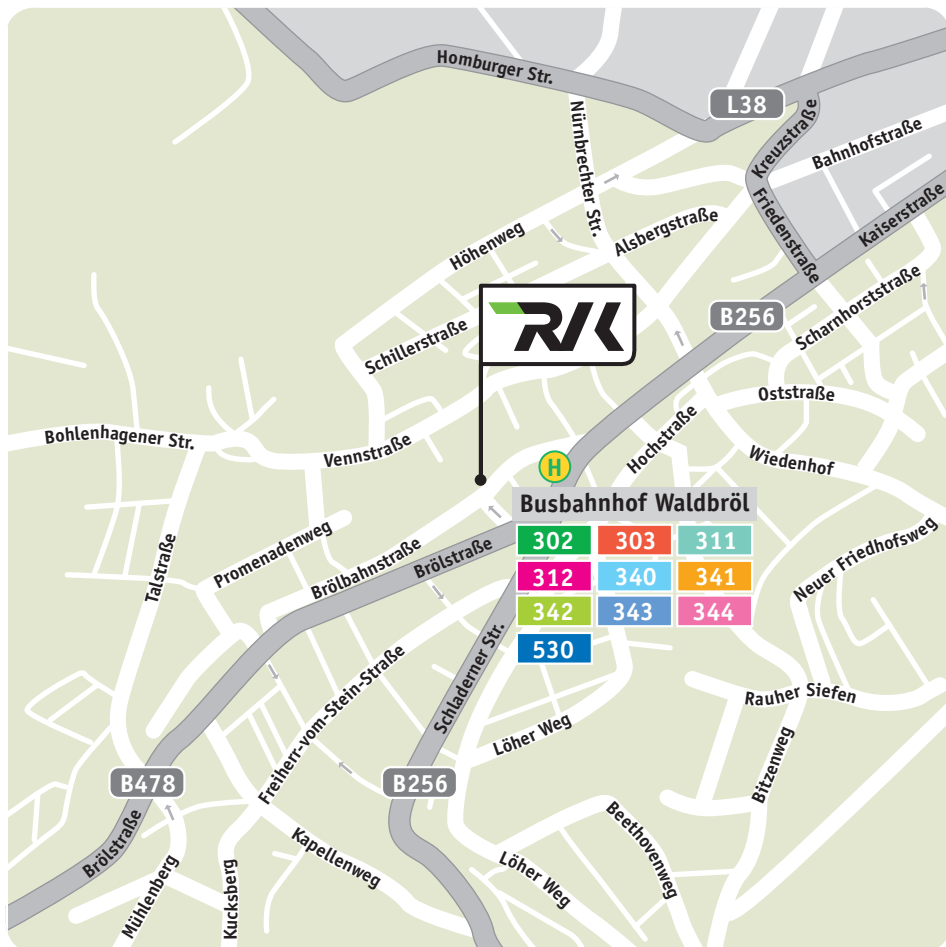 Homburger Str.
L38
Nürnbrechter Str.
Kreuzstraße
Bahnhofstraße
Friedenstraße
Kaiserstraße
Alsbergstraße
Höhenweg
Scharnhorststraße
B256
RVK
Schillerstraße
Oststraße
Hochstraße
Bohlenhagener Str.
Vennstraße
Wiedenhof
H
Busbahnhof Waldbröl
302 303 311
312 340 341
342 343 344
530
Promenadenweg
Talstraße
Brölbahnstraße
Brölstraße
Neuer Friedhofsweg
Schladerner Str.
Freiherr-vom-Stein-Straße
Rauher Siefen
Löher Weg
Bitzenweg
B478
B256
Brölstraße
Mühlenberg
Kucksberg
Kapellenweg
Löher Weg
Beethovenweg